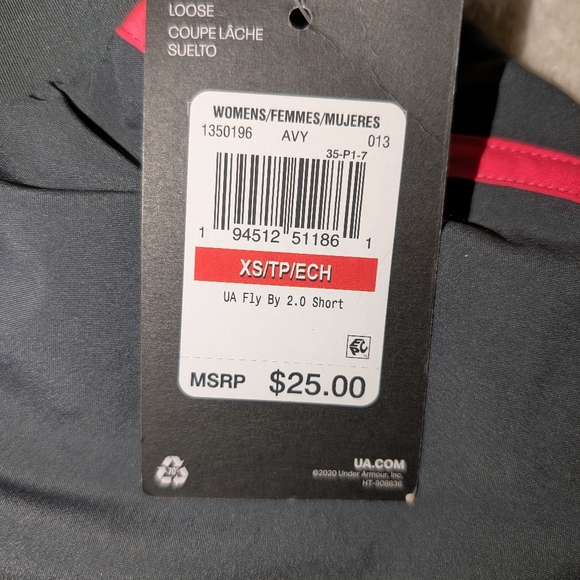 LOOSE
COUPE LÂCHE
SUELTO
WOMENS/FEMMES/MUJERES
1350196 AVY 013
35-P1-7
1 94512 51186 1
XS/TP/ECH
UA Fly By 2.0 Short
MSRP $25.00
70
UA.COM
©2020 Under Armour, Inc.
HT-908836